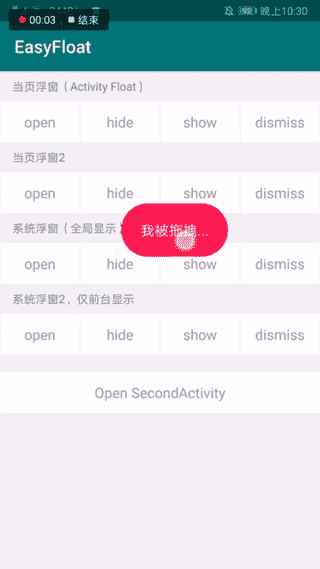 00:03 结束
晚上10:30
EasyFloat
当页浮窗（Activity Float）
open hide show dismiss
当页浮窗2
open hide show dismiss
系统浮窗（全局显示）
我被拖拽...
open hide show dismiss
系统浮窗2，仅前台显示
open hide show dismiss
Open SecondActivity